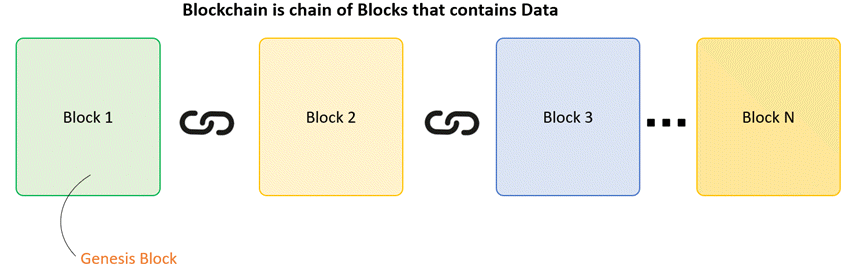 Blockchain is chain of Blocks that contains Data
Block 1
Block 2
Block 3
Block N
Genesis Block